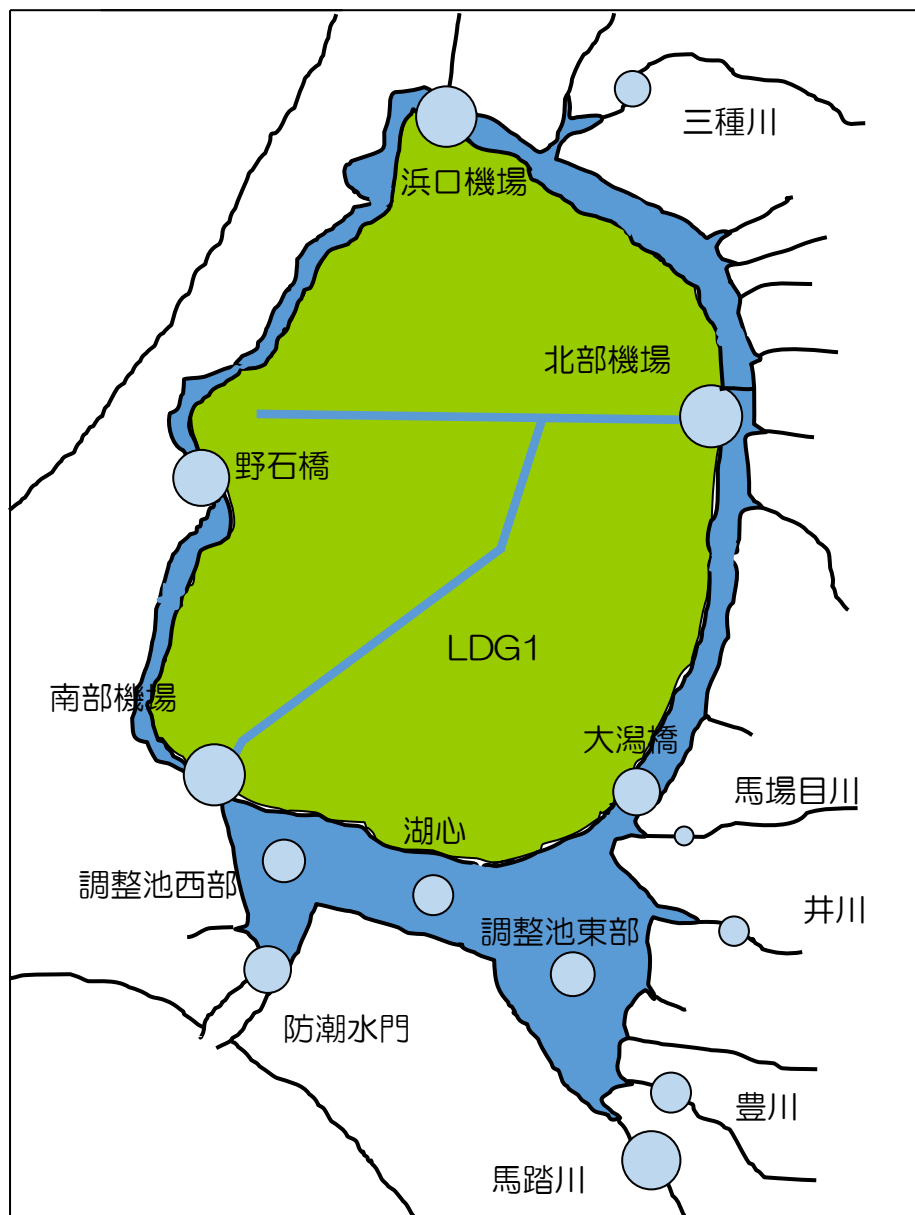 三種川
浜口機場
北部機場
野石橋
LDG1
南部機場
大潟橋
馬場目川
湖心
調整池西部
井川
調整池東部
防潮水門
豊川
馬踏川